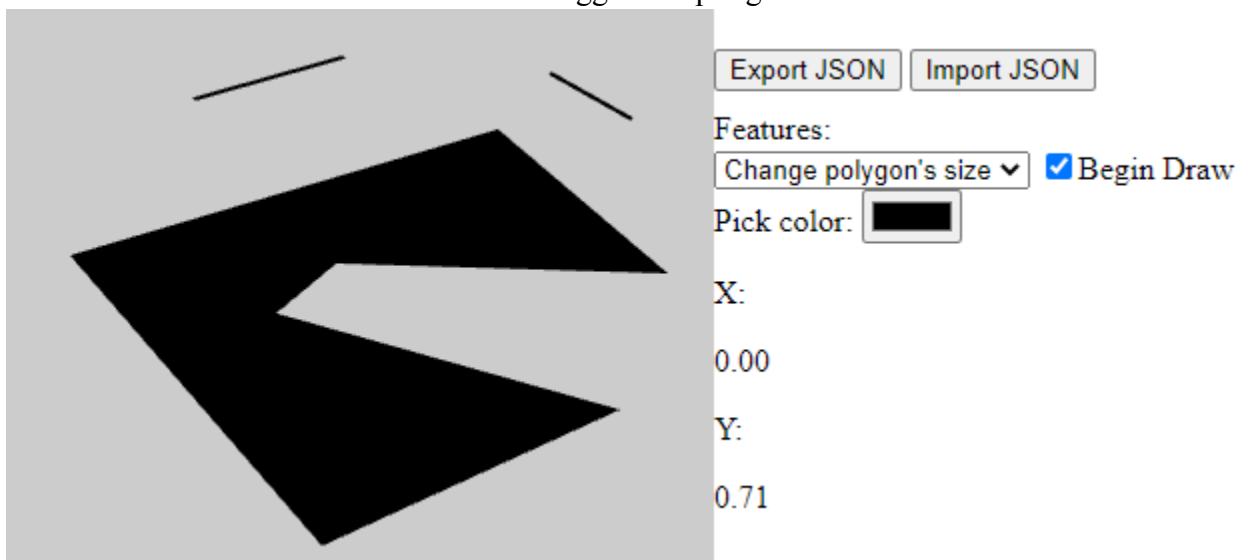 Export JSON Import JSON
Features:
Change polygon's size Begin Draw
Pick color:
X:
0.00
Y:
0.71